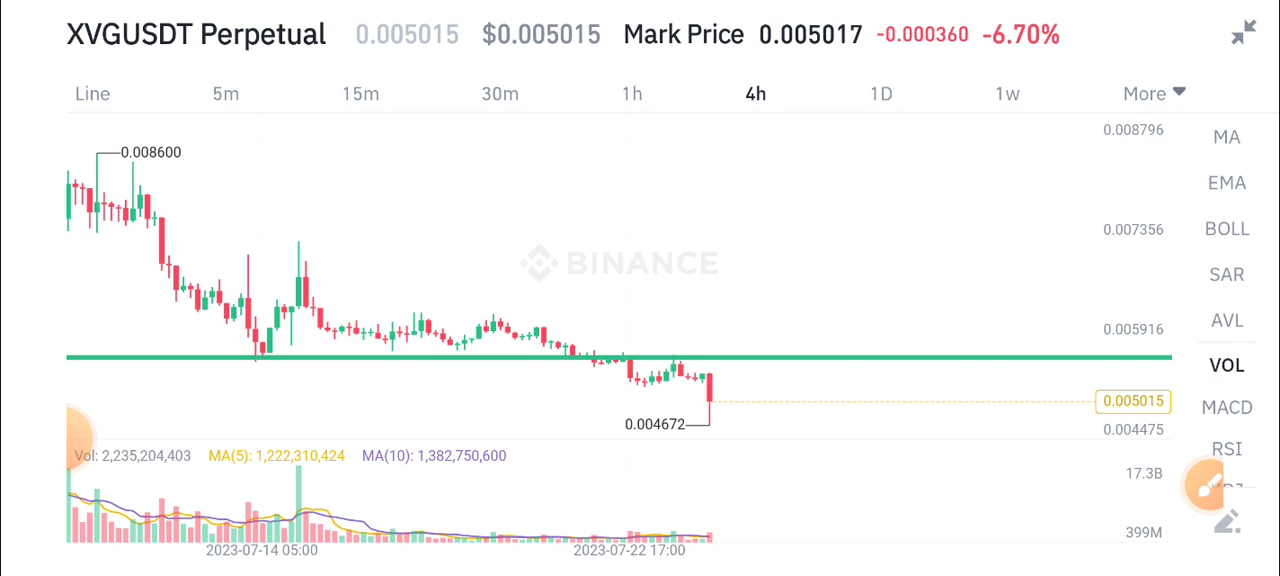 XVGUSDT Perpetual 0.005015 $0.005015 Mark Price 0.005017 -0.000360 -6.70%
Line 5m 15m 30m 1h 4h 1D 1w More
0.008796
0.008600
MA
EMA
0.007356
BOLL
BINANCE
SAR
AVL
0.005916
VOL
0.005015
MACD
0.004672
0.004475
RSI
Vol: 2,235,204,403 MA(5): 1,222,310,424 MA(10): 1,382,750,600
17.3B
399M
2023-07-14 05:00 2023-07-22 17:00